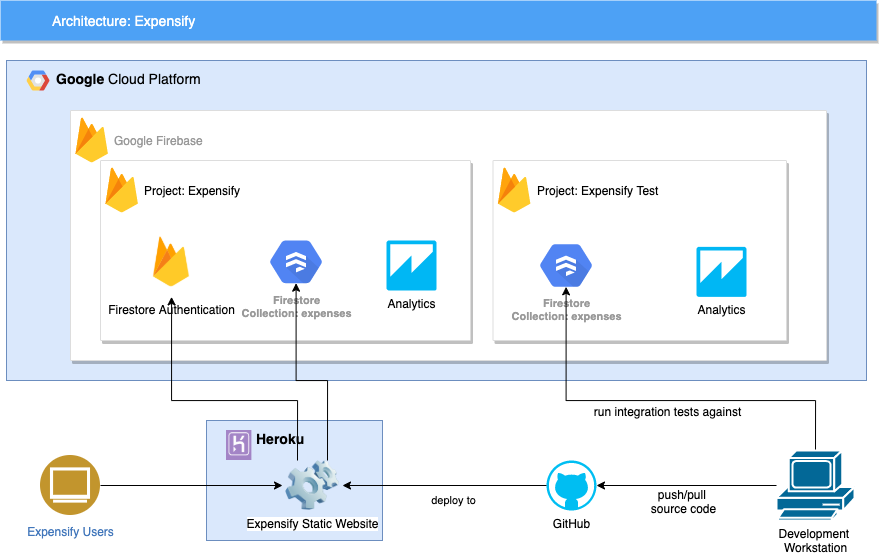 Architecture: Expensify
Google Cloud Platform
Google Firebase
Project: Expensify
Project: Expensify Test
Firestore Authentication
Firestore
Collection: expenses
Analytics
Firestore
Collection: expenses
Analytics
run integration tests against
Heroku
Expensify Users
Expensify Static Website
deploy to
GitHub
push/pull
source code
Development
Workstation